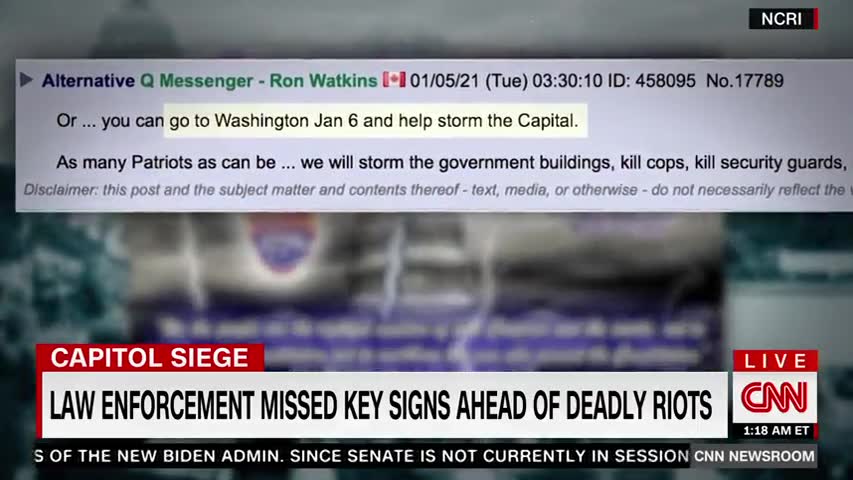 NCRI
Alternative Q Messenger - Ron Watkins 01/05/21 (Tue) 03:30:10 ID: 458095 No.17789
Or ... you can go to Washington Jan 6 and help storm the Capital.
As many Patriots as can be ... we will storm the government buildings, kill cops, kill security guards,
Disclaimer: this post and the subject matter and contents thereof - text, media, or otherwise - do not necessarily reflect the
CAPITOL SIEGE
LAW ENFORCEMENT MISSED KEY SIGNS AHEAD OF DEADLY RIOTS
LIVE
CNN
1:18 AM ET
S OF THE NEW BIDEN ADMIN. SINCE SENATE IS NOT CURRENTLY IN SESSION
CNN NEWSROOM